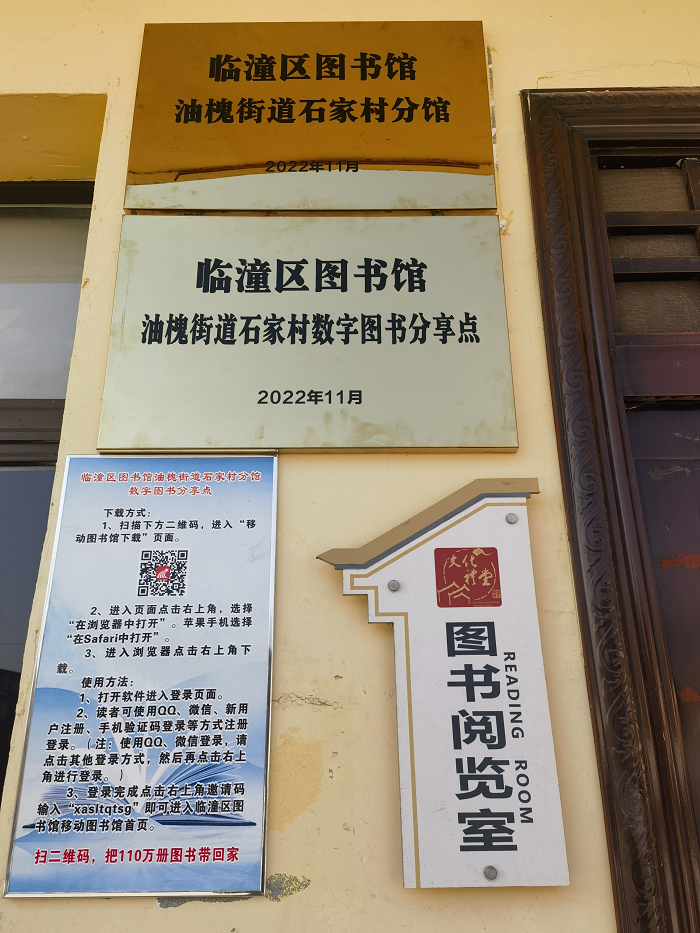 临潼区图书馆
油槐街道石家村分馆
2022年11月
临潼区图书馆
油槐街道石家村数字图书分享点
2022年11月
临潼区图书馆油槐街道石家村分馆
数字图书分享点
下载方式：
1、扫描下方二维码，进入“移
动图书馆下载”页面。
2、进入页面点击右上角，选择
“在浏览器中打开”。苹果手机选择
“在Safari中打开”。
3、进入浏览器点击右上角下
载。
使用方法：
1、打开软件进入登录页面。
2、读者可使用QQ、微信、新用
户注册、手机验证码登录等方式注册
登录。（注：使用QQ、微信登录，请
点击其他登录方式，然后再点击右上
角进行登录。）
3、登录完成点击右上角邀请码
输入“xasltqtsg”即可进入临潼区图
书馆移动图书馆首页。
扫二维码，把110万册图书带回家
文化
礼堂
图书阅览室
READING ROOM